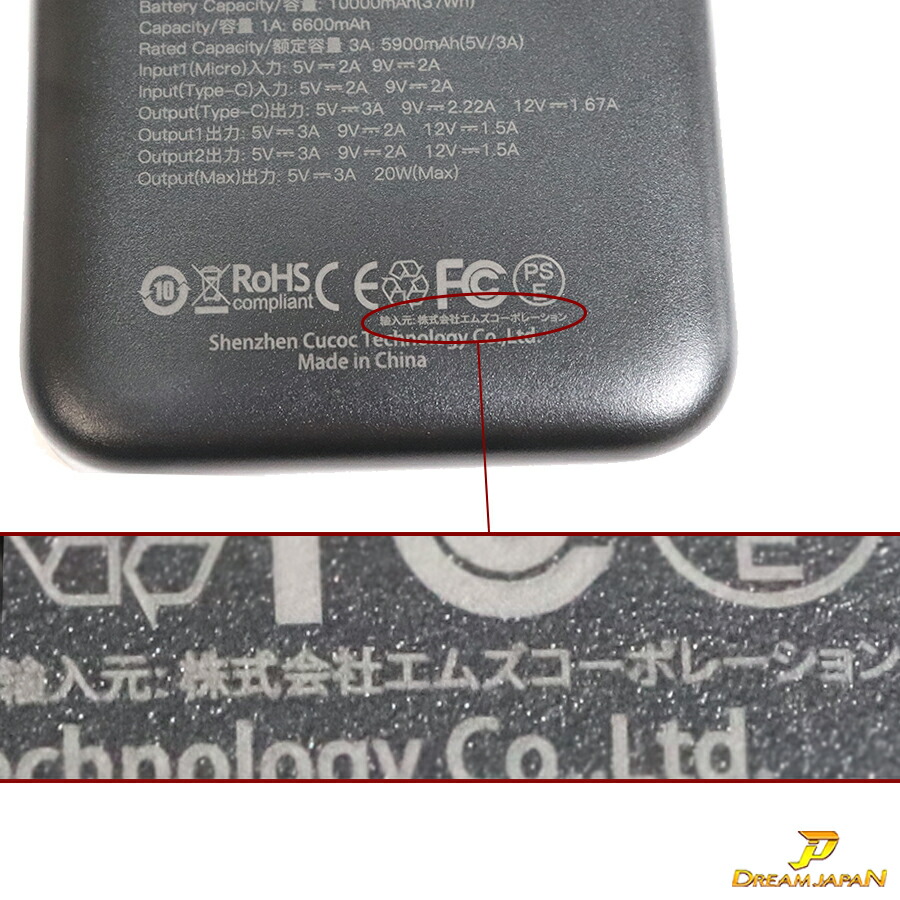 Battery Capacity/容量: 10000mAh(37Wh)
Capacity/容量 1A: 6600mAh
Rated Capacity/额定容量 3A: 5900mAh(5V/3A)
Input1(Micro)入力: 5V⎓2A 9V⎓2A
Input(Type-C)入力: 5V⎓2A 9V⎓2A
Output(Type-C)出力: 5V⎓3A 9V⎓2.22A 12V⎓1.67A
Output1出力: 5V⎓3A 9V⎓2A 12V⎓1.5A
Output2出力: 5V⎓3A 9V⎓2A 12V⎓1.5A
Output(Max)出力: 5V⎓3A 20W(Max)
10 RoHS compliant CE FC PS E
輸入元: 株式会社エムズコーポレーション
Shenzhen Cucoc Technology Co.,Ltd.
Made in China
E
輸入元: 株式会社エムズコーポレーション
echnology Co.,Ltd.
DREAM JAPAN